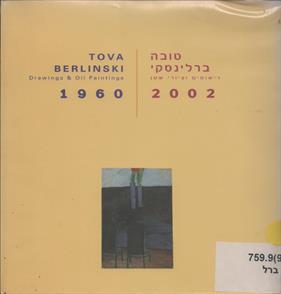 TOVA
BERLINSKI
Drawings & Oil Paintings
1960
טובה
ברלינסקי
רישומים וציורי שמן
2002
759.9(9
ברל